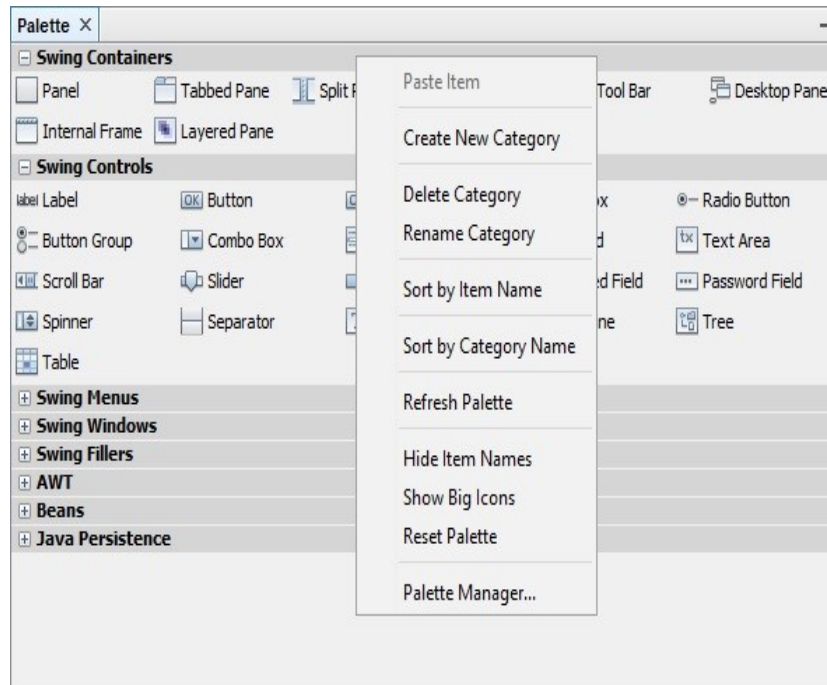 Palette
Swing Containers
Panel Tabbed Pane Split Tool Bar Desktop Pane
Internal Frame Layered Pane
Swing Controls
label Label OK Button Radio Button
Button Group Combo Box tx Text Area
Scroll Bar Slider Field Password Field
Spinner Separator Tree
Table
Swing Menus
Swing Windows
Swing Fillers
AWT
Beans
Java Persistence
Paste Item
Create New Category
Delete Category
Rename Category
Sort by Item Name
Sort by Category Name
Refresh Palette
Hide Item Names
Show Big Icons
Reset Palette
Palette Manager...